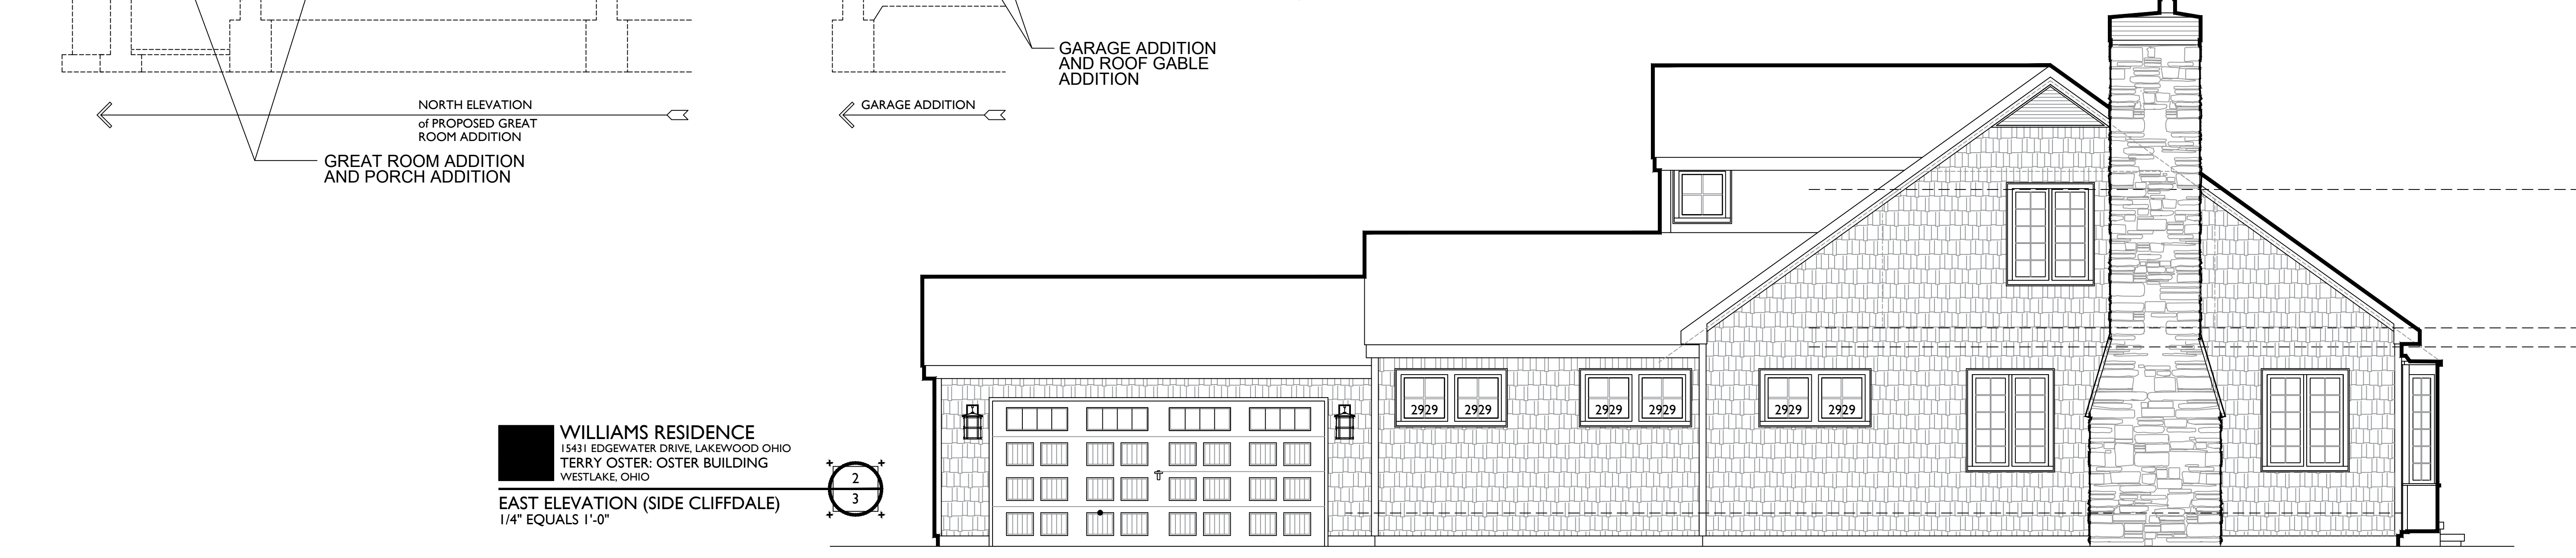 GARAGE ADDITION
AND ROOF GABLE
ADDITION
NORTH ELEVATION
of PROPOSED GREAT
ROOM ADDITION
GARAGE ADDITION
GREAT ROOM ADDITION
AND PORCH ADDITION
2929 2929 2929 2929 2929 2929
WILLIAMS RESIDENCE
15431 EDGEWATER DRIVE, LAKEWOOD OHIO
TERRY OSTER: OSTER BUILDING
WESTLAKE, OHIO
2
3
EAST ELEVATION (SIDE CLIFFDALE)
1/4" EQUALS 1'-0"